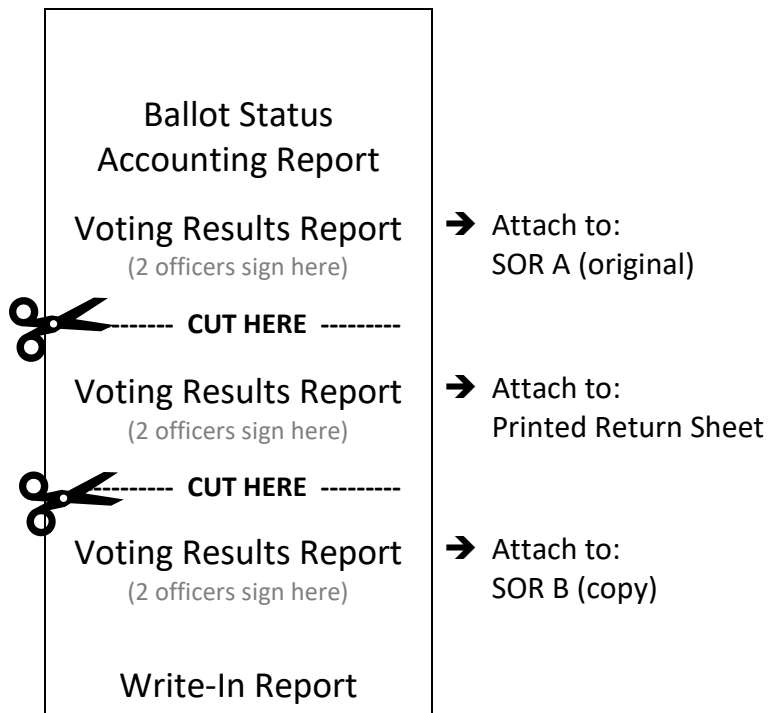 Ballot Status
Accounting Report
Voting Results Report
(2 officers sign here)
➔ Attach to:
SOR A (original)
------- CUT HERE ---------
Voting Results Report
(2 officers sign here)
➔ Attach to:
Printed Return Sheet
--------- CUT HERE ---------
Voting Results Report
(2 officers sign here)
➔ Attach to:
SOR B (copy)
Write-In Report